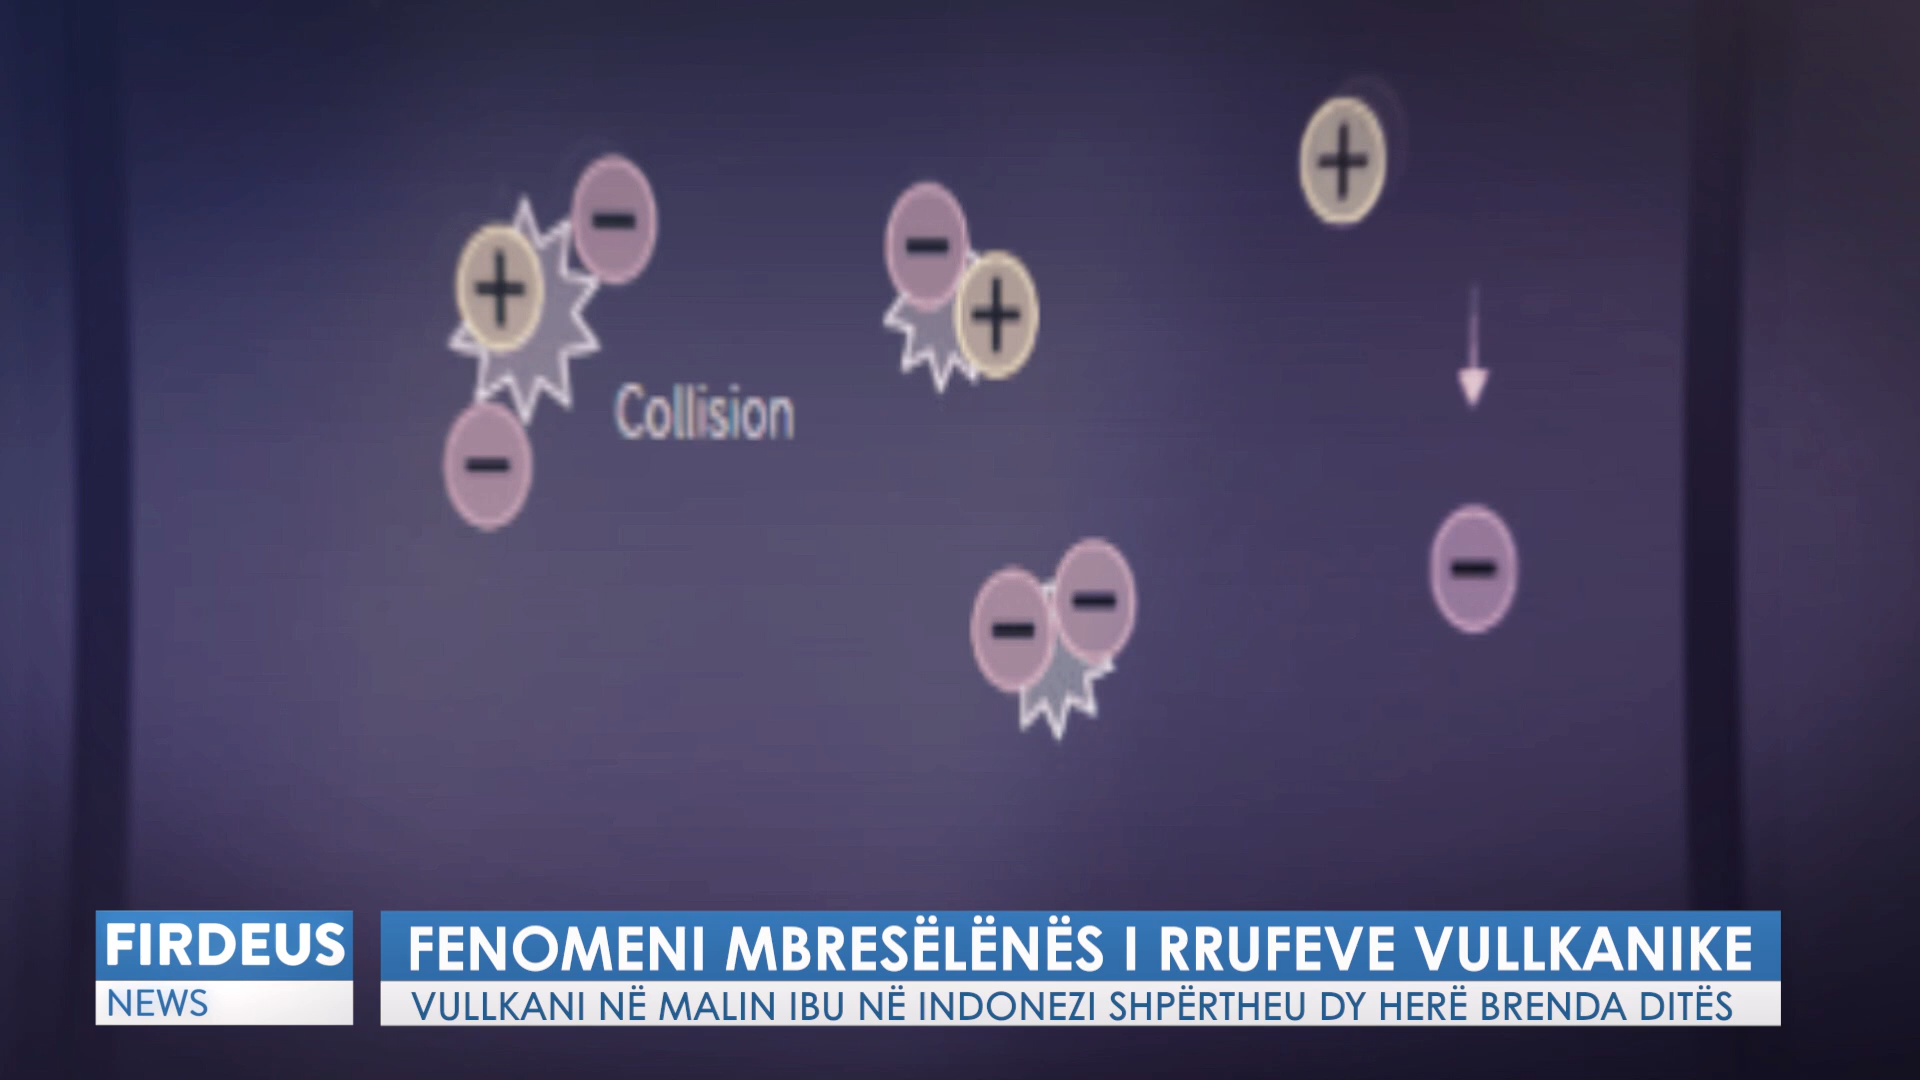 Collision
FIRDEUS
NEWS
FENOMENI MBRESËLËNËS I RRUFEVE VULLKANIKE
VULLKANI NË MALIN IBU NË INDONEZI SHPËRTHEU DY HERË BRENDA DITËS